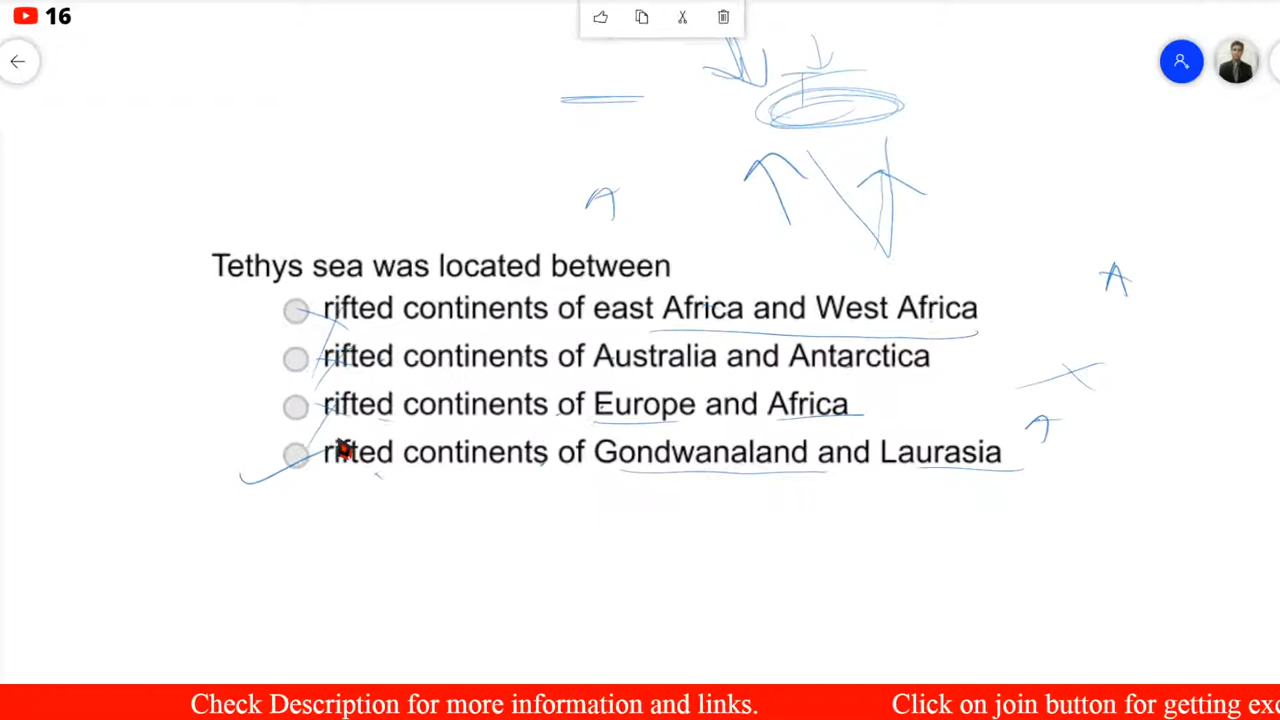 16
Tethys sea was located between
rifted continents of east Africa and West Africa
rifted continents of Australia and Antarctica
rifted continents of Europe and Africa
rifted continents of Gondwanaland and Laurasia
Check Description for more information and links. Click on join button for getting exc